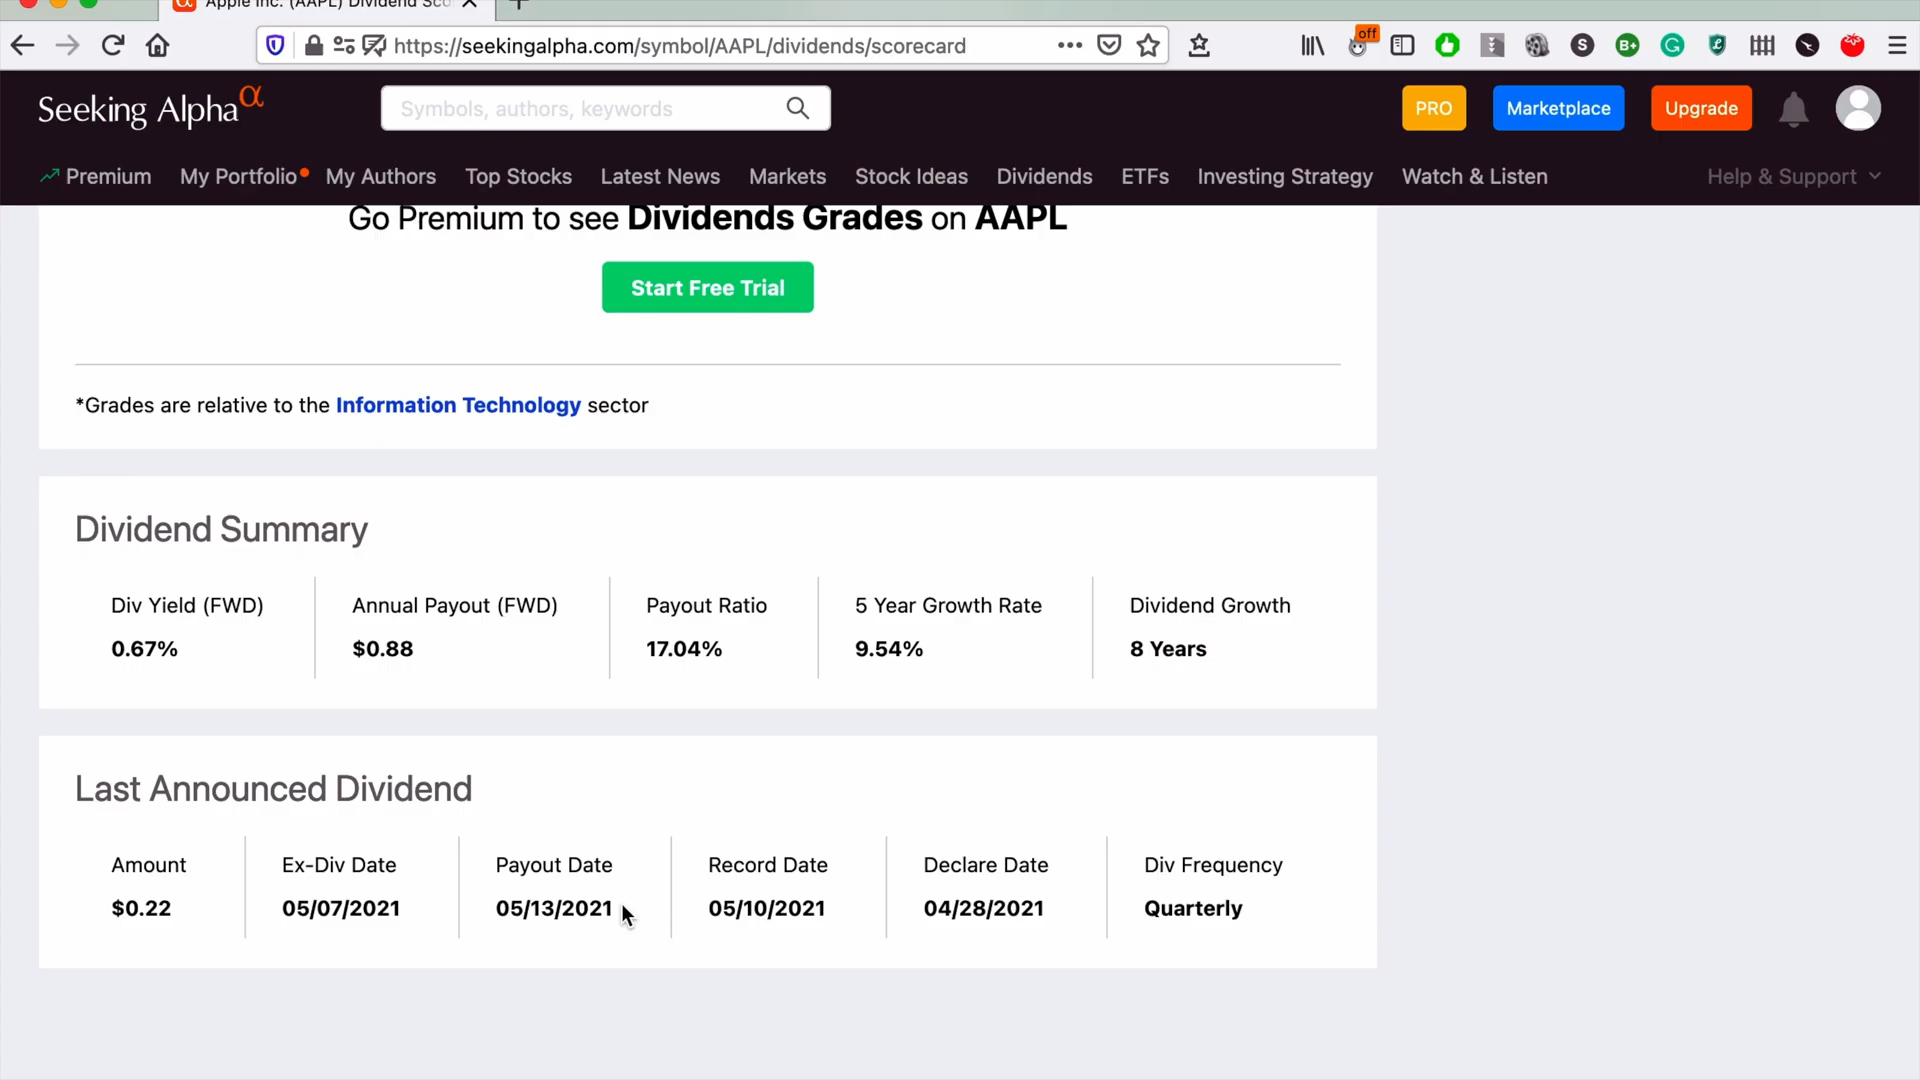 Apple Inc. (AAPL) Dividend Sco
https://seekingalpha.com/symbol/AAPL/dividends/scorecard
off
S
B+
G
Seeking Alpha α
Symbols, authors, keywords
PRO
Marketplace
Upgrade
Premium
My Portfolio
My Authors
Top Stocks
Latest News
Markets
Stock Ideas
Dividends
ETFs
Investing Strategy
Watch & Listen
Help & Support
Go Premium to see Dividends Grades on AAPL
Start Free Trial
*Grades are relative to the Information Technology sector
Dividend Summary
Div Yield (FWD)
Annual Payout (FWD)
Payout Ratio
5 Year Growth Rate
Dividend Growth
0.67%
$0.88
17.04%
9.54%
8 Years
Last Announced Dividend
Amount
Ex-Div Date
Payout Date
Record Date
Declare Date
Div Frequency
$0.22
05/07/2021
05/13/2021
05/10/2021
04/28/2021
Quarterly